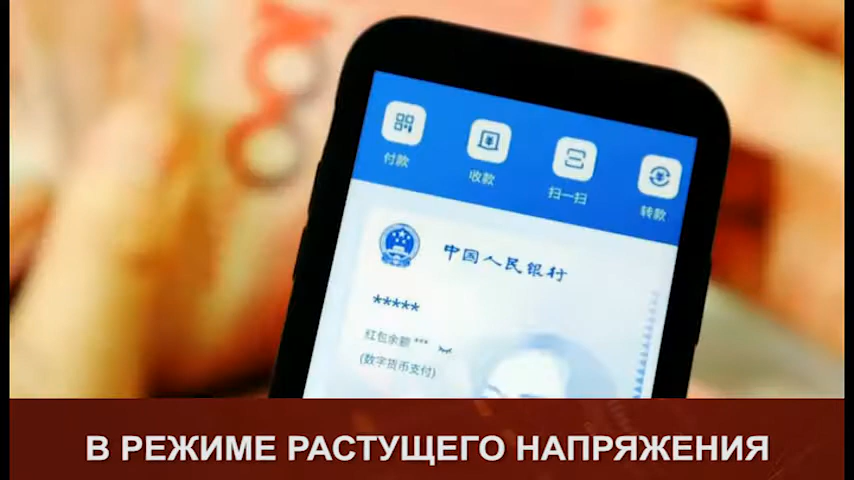 付款
收款
扫一扫
转款
中国人民银行
*****
红包余额 ***
(数字货币支付)
В РЕЖИМЕ РАСТУЩЕГО НАПРЯЖЕНИЯ